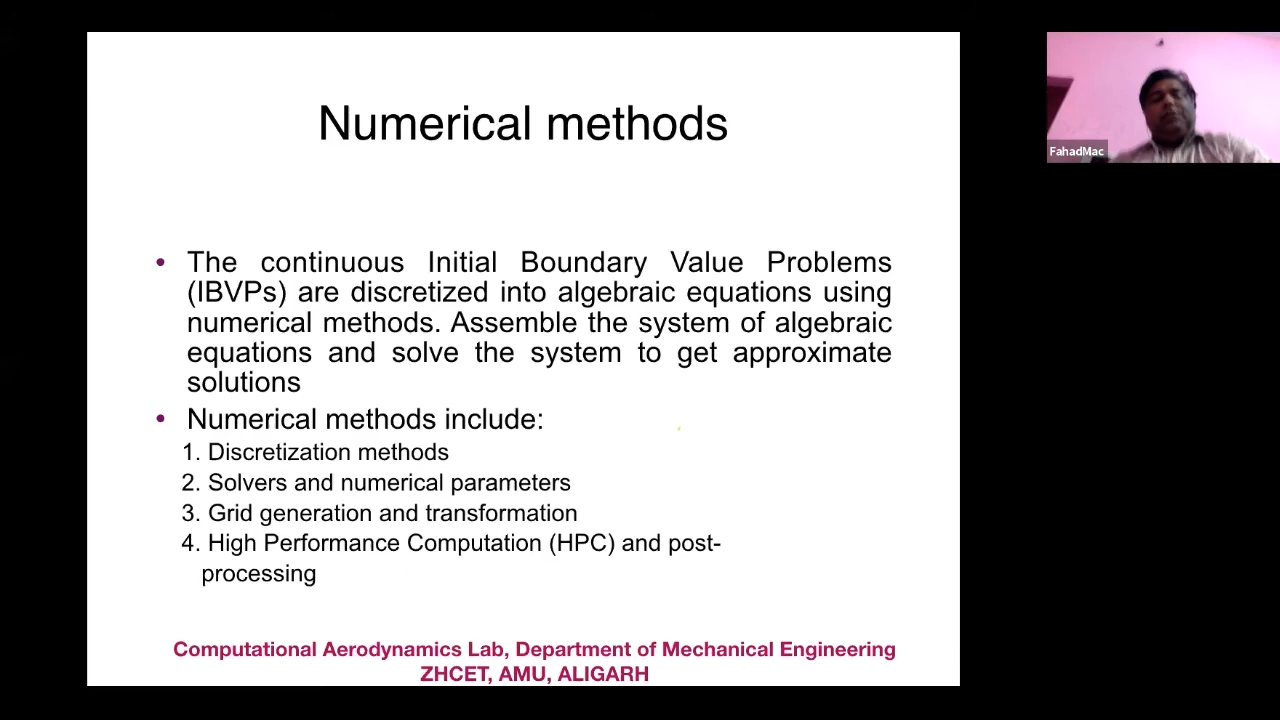 Numerical methods
• The continuous Initial Boundary Value Problems
(IBVPs) are discretized into algebraic equations using
numerical methods. Assemble the system of algebraic
equations and solve the system to get approximate
solutions
• Numerical methods include:
1. Discretization methods
2. Solvers and numerical parameters
3. Grid generation and transformation
4. High Performance Computation (HPC) and post-
processing
Computational Aerodynamics Lab, Department of Mechanical Engineering
ZHCET, AMU, ALIGARH
FahadMac